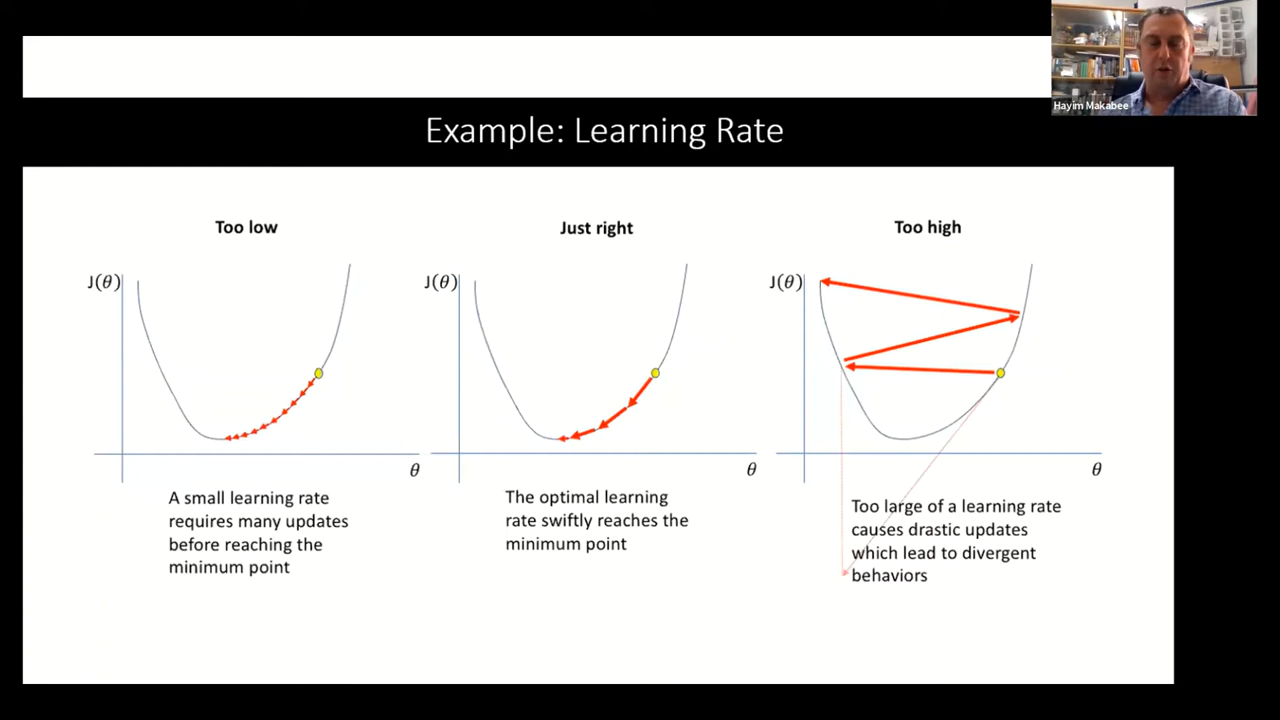 Hayim Makabee
Example: Learning Rate
Too low
J(θ)
θ
A small learning rate
requires many updates
before reaching the
minimum point
Just right
J(θ)
θ
The optimal learning
rate swiftly reaches the
minimum point
Too high
J(θ)
θ
Too large of a learning rate
causes drastic updates
which lead to divergent
behaviors